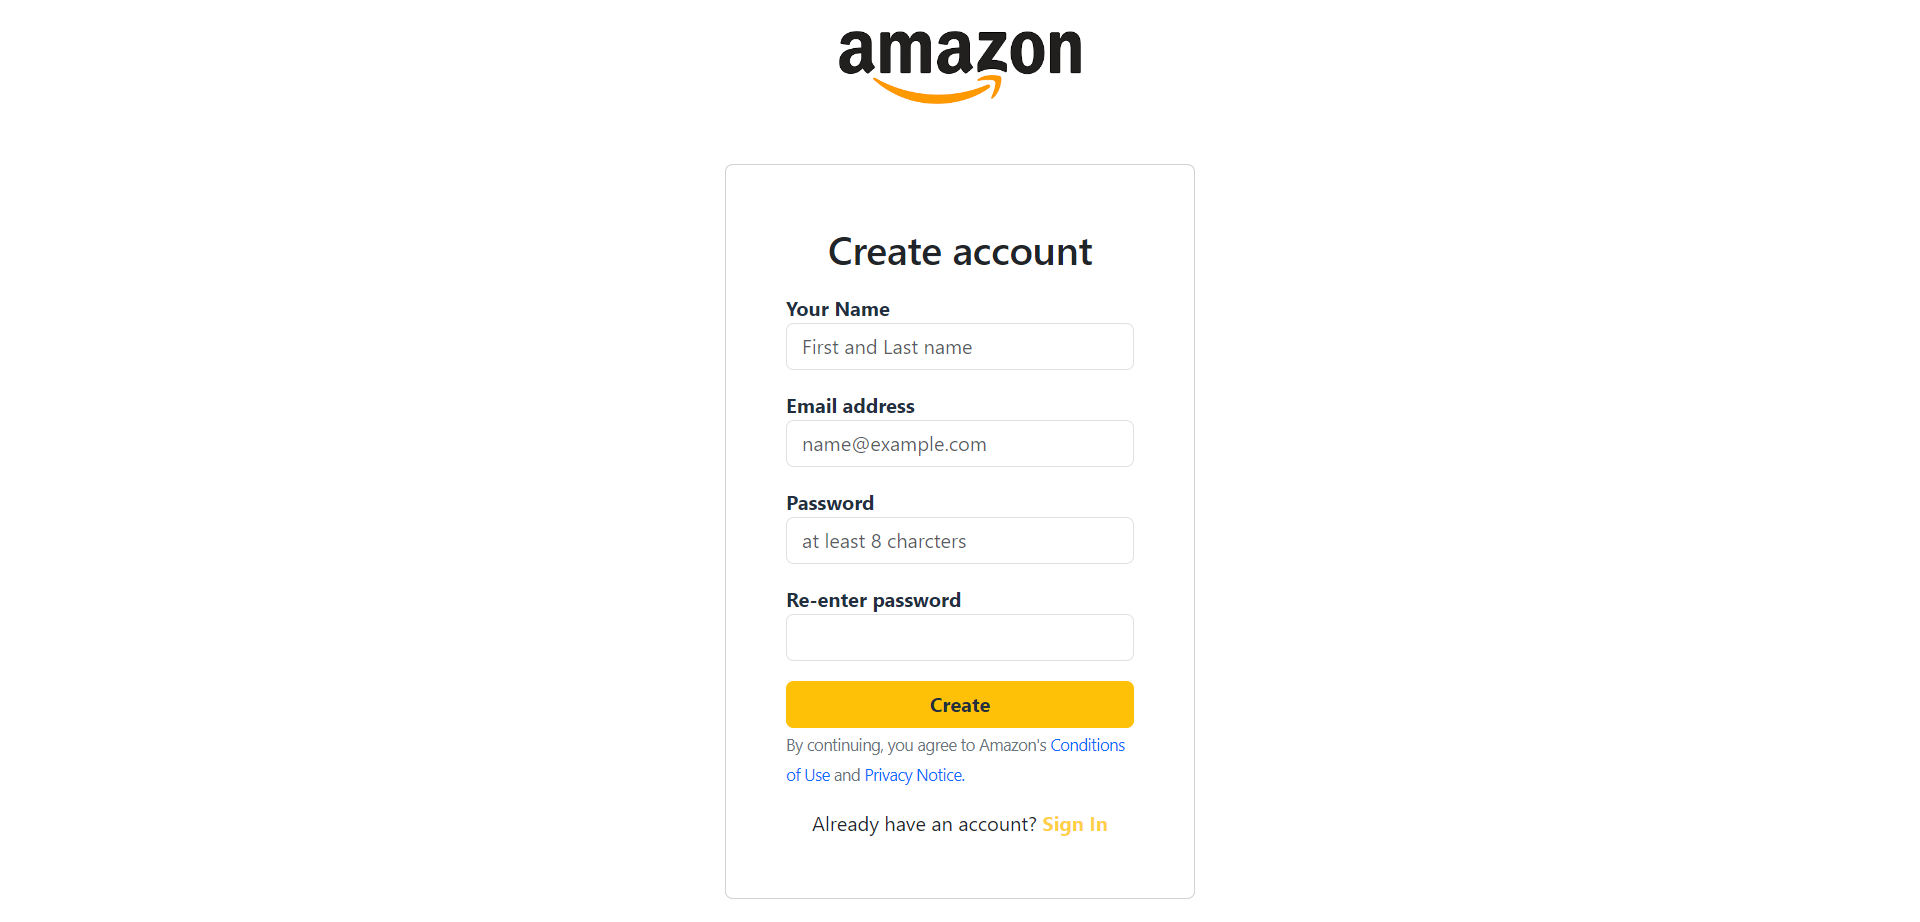 amazon
Create account
Your Name
First and Last name
Email address
name@example.com
Password
at least 8 charcters
Re-enter password
Create
By continuing, you agree to Amazon's Conditions
of Use and Privacy Notice.
Already have an account? Sign In